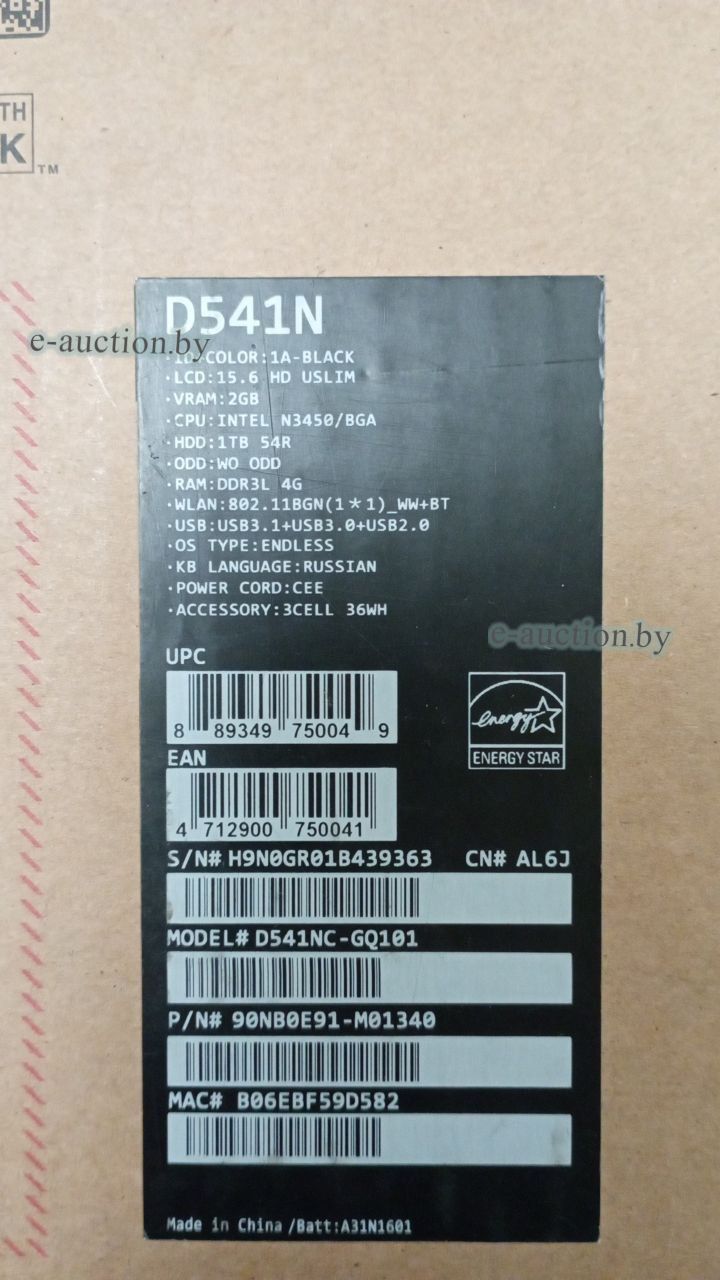 TH
K
TM
D541N
e-auction.by
·ID/COLOR:1A-BLACK
·LCD:15.6 HD USLIM
·VRAM:2GB
·CPU:INTEL N3450/BGA
·HDD:1TB 54R
·ODD:WO ODD
·RAM:DDR3L 4G
·WLAN:802.11BGN(1*1)_WW+BT
·USB:USB3.1+USB3.0+USB2.0
·OS TYPE:ENDLESS
·KB LANGUAGE:RUSSIAN
·POWER CORD:CEE
·ACCESSORY:3CELL 36WH
e-auction.by
UPC
8 89349 75004 9
energy
ENERGY STAR
EAN
4 712900 750041
S/N# H9N0GR01B439363 CN# AL6J
MODEL# D541NC-GQ101
P/N# 90NB0E91-M01340
MAC# B06EBF59D582
Made in China /Batt:A31N1601